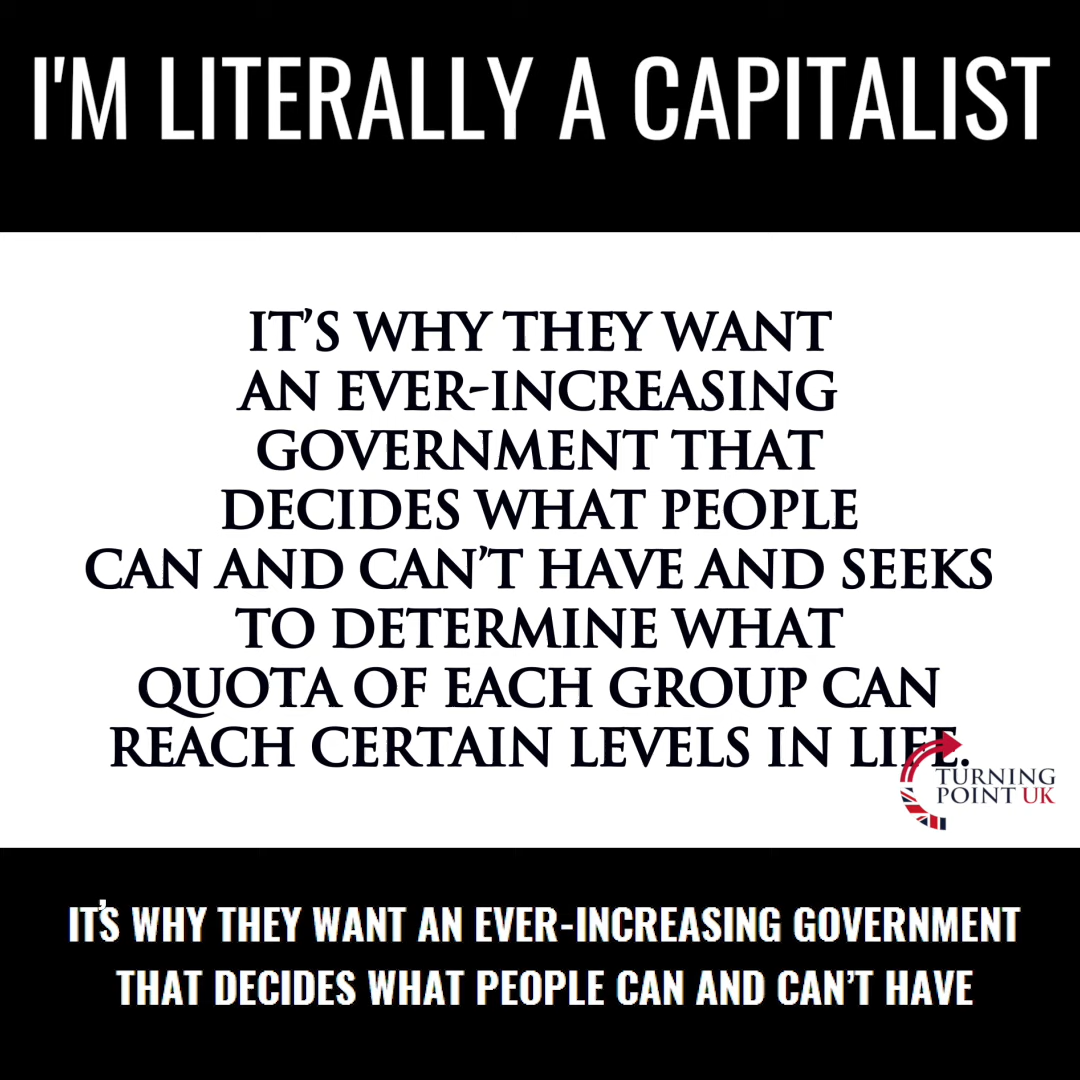 I'M LITERALLY A CAPITALIST
IT’S WHY THEY WANT
AN EVER-INCREASING
GOVERNMENT THAT
DECIDES WHAT PEOPLE
CAN AND CAN’T HAVE AND SEEKS
TO DETERMINE WHAT
QUOTA OF EACH GROUP CAN
REACH CERTAIN LEVELS IN LIFE.
TURNING
POINT UK
IT’S WHY THEY WANT AN EVER-INCREASING GOVERNMENT
THAT DECIDES WHAT PEOPLE CAN AND CAN’T HAVE